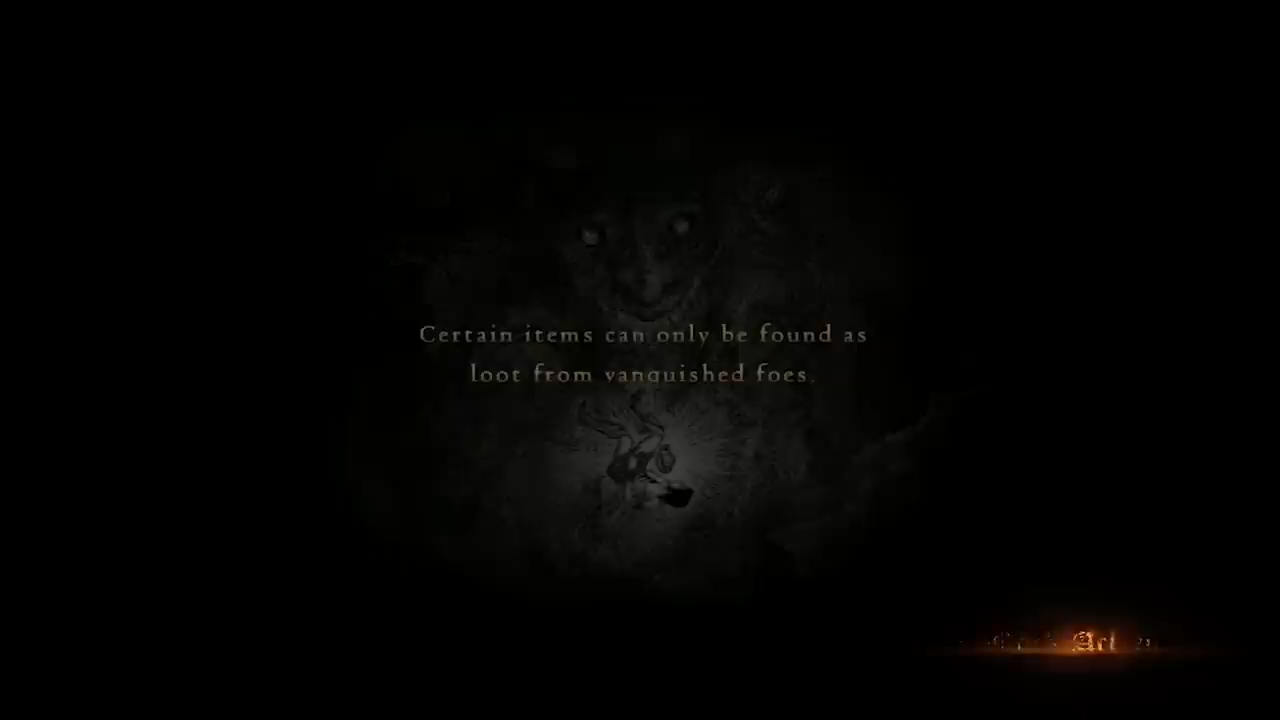 Certain items can only be found as
loot from vanquished foes.